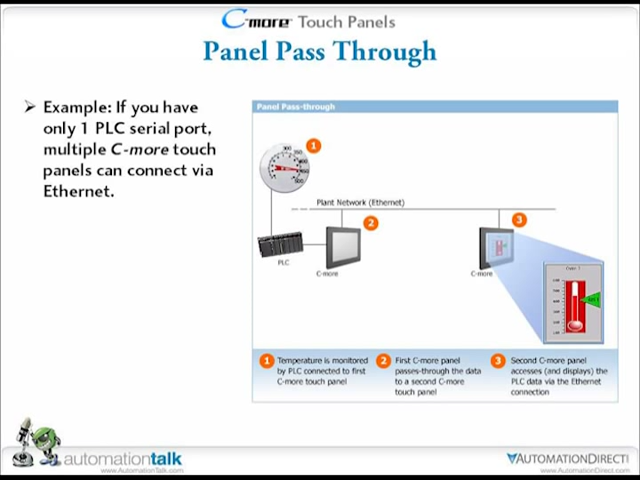 C-more Touch Panels
Panel Pass Through
Example: If you have
only 1 PLC serial port,
multiple C-more touch
panels can connect via
Ethernet.
Panel Pass-through
1
Plant Network (Ethernet)
2
3
PLC
C-more
C-more
1 Temperature is monitored
by PLC connected to first
C-more touch panel
2 First C-more panel
passes-through the data
to a second C-more
touch panel
3 Second C-more panel
accesses (and displays) the
PLC data via the Ethernet
connection
automationtalk
www.AutomationTalk.com
AUTOMATIONDIRECT!
www.AutomationDirect.com